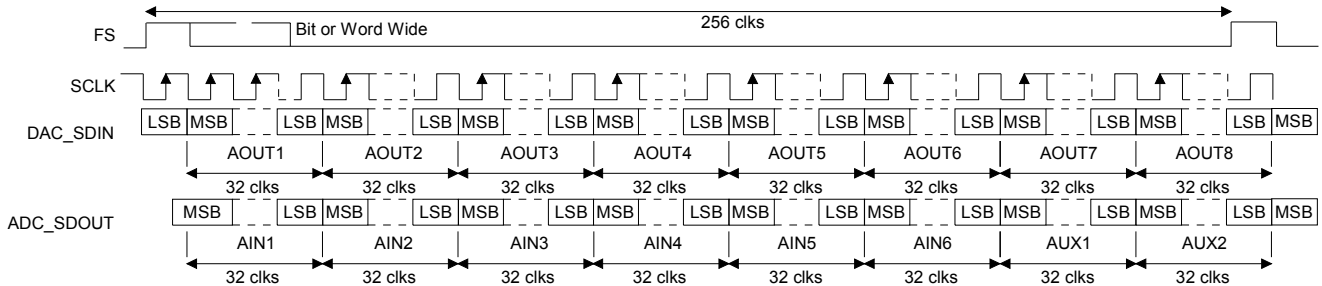 256 clks
FS
Bit or Word Wide
SCLK
DAC_SDIN
LSB MSB LSB MSB LSB MSB LSB MSB LSB MSB LSB MSB LSB MSB LSB MSB LSB MSB
AOUT1 AOUT2 AOUT3 AOUT4 AOUT5 AOUT6 AOUT7 AOUT8
32 clks 32 clks 32 clks 32 clks 32 clks 32 clks 32 clks 32 clks
ADC_SDOUT
MSB LSB MSB LSB MSB LSB MSB LSB MSB LSB MSB LSB MSB LSB MSB LSB MSB
AIN1 AIN2 AIN3 AIN4 AIN5 AIN6 AUX1 AUX2
32 clks 32 clks 32 clks 32 clks 32 clks 32 clks 32 clks 32 clks